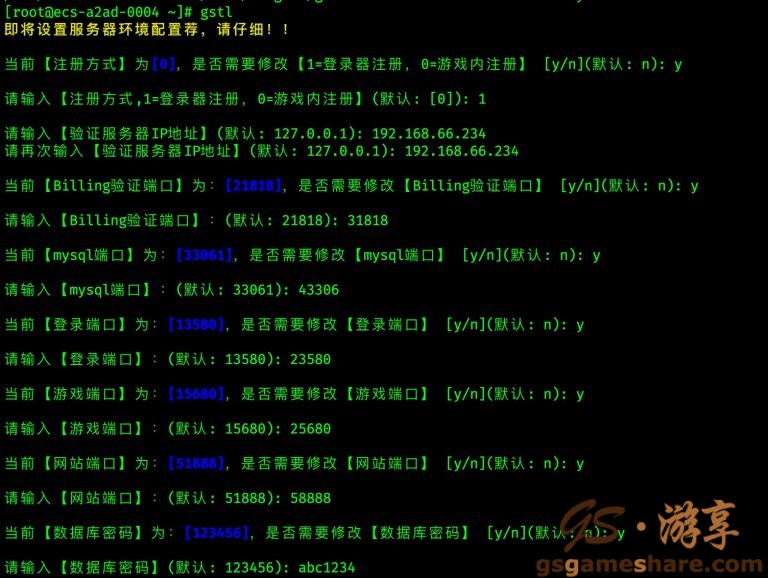 [root@ecs-a2ad-0004 ~]# gstl
即将设置服务器环境配置荐，请仔细！！
当前【注册方式】为[0]，是否需要修改【1=登录器注册, 0=游戏内注册】 [y/n](默认: n): y
请输入【注册方式,1=登录器注册, 0=游戏内注册】(默认: [0]): 1
请输入【验证服务器IP地址】(默认: 127.0.0.1): 192.168.66.234
请再次输入【验证服务器IP地址】(默认: 127.0.0.1): 192.168.66.234
当前【Billing验证端口】为：[21818]，是否需要修改【Billing验证端口】 [y/n](默认: n): y
请输入【Billing验证端口】：(默认: 21818): 31818
当前【mysql端口】为：[33061]，是否需要修改【mysql端口】 [y/n](默认: n): y
请输入【mysql端口】：(默认: 33061): 43306
当前【登录端口】为：[13580]，是否需要修改【登录端口】 [y/n](默认: n): y
请输入【登录端口】：(默认: 13580): 23580
当前【游戏端口】为：[15680]，是否需要修改【游戏端口】 [y/n](默认: n): y
请输入【游戏端口】：(默认: 15680): 25680
当前【网站端口】为：[51888]，是否需要修改【网站端口】 [y/n](默认: n): y
请输入【网站端口】：(默认: 51888): 58888
当前【数据库密码】为：[123456]，是否需要修改【数据库密码】 [y/n](默认: n): y
请输入【数据库密码】(默认: 123456): abc1234
GS·游享
gsgameshare.com